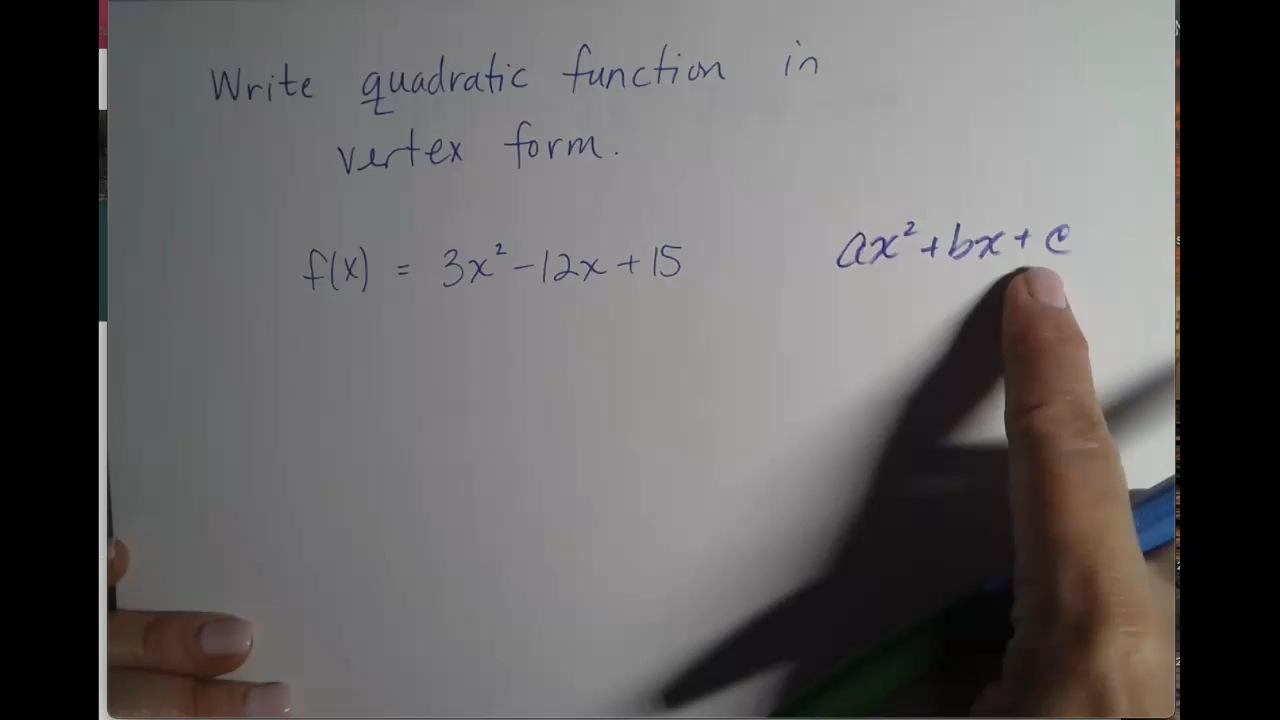 Write quadratic function in
vertex form.
f(x) = 3x² - 12x + 15
ax² + bx + c